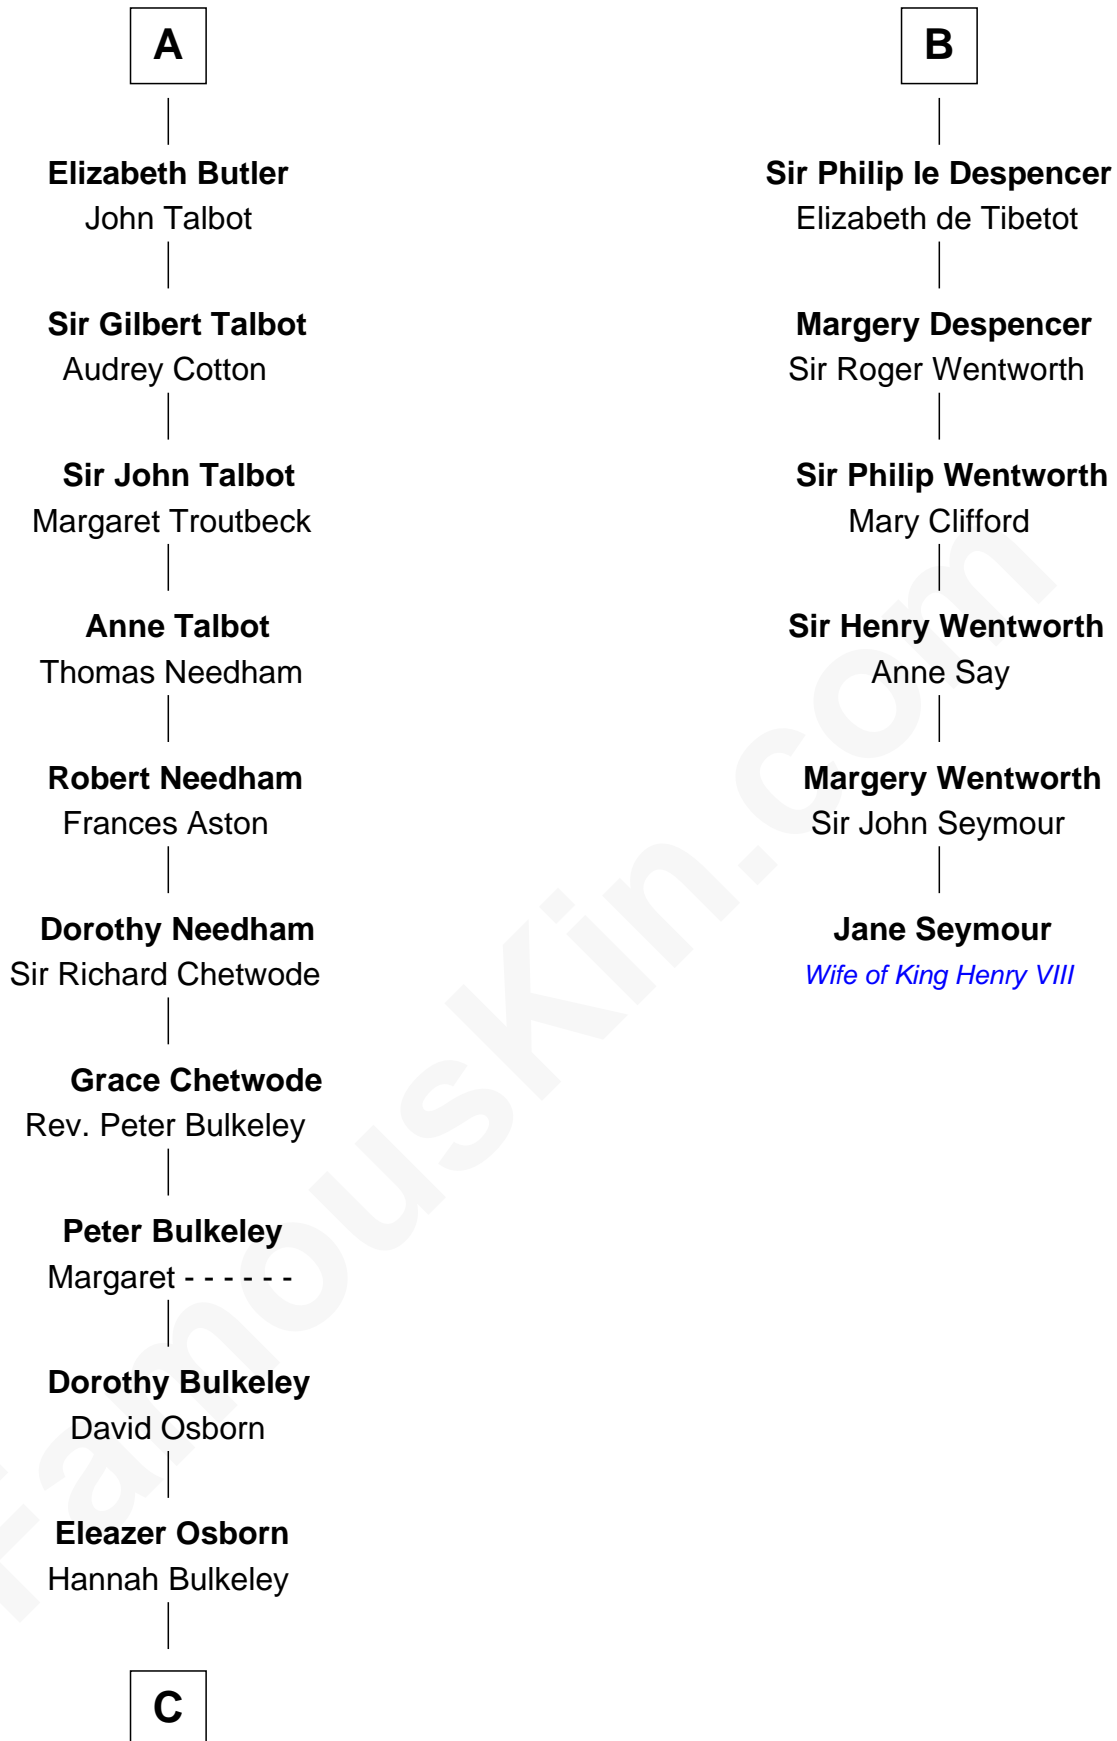 A
Elizabeth Butler
John Talbot
Sir Gilbert Talbot
Audrey Cotton
Sir John Talbot
Margaret Troutbeck
Anne Talbot
Thomas Needham
Robert Needham
Frances Aston
Dorothy Needham
Sir Richard Chetwode
Grace Chetwode
Rev. Peter Bulkeley
Peter Bulkeley
Margaret - - - - - -
Dorothy Bulkeley
David Osborn
Eleazer Osborn
Hannah Bulkeley
C
B
Sir Philip le Despencer
Elizabeth de Tibetot
Margery Despencer
Sir Roger Wentworth
Sir Philip Wentworth
Mary Clifford
Sir Henry Wentworth
Anne Say
Margery Wentworth
Sir John Seymour
Jane Seymour
Wife of King Henry VIII
FamousKin.com